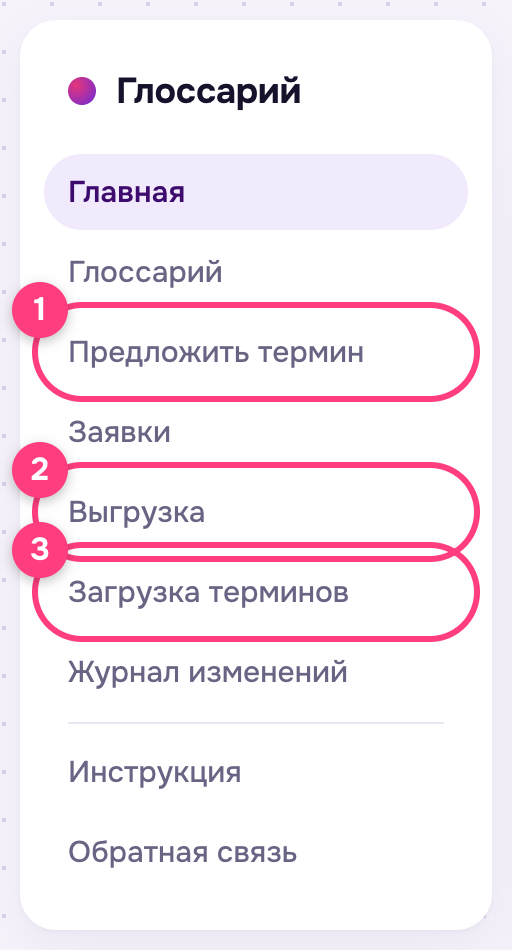 Глоссарий
Главная
Глоссарий
1
Предложить термин
Заявки
2
Выгрузка
3
Загрузка терминов
Журнал изменений
Инструкция
Обратная связь